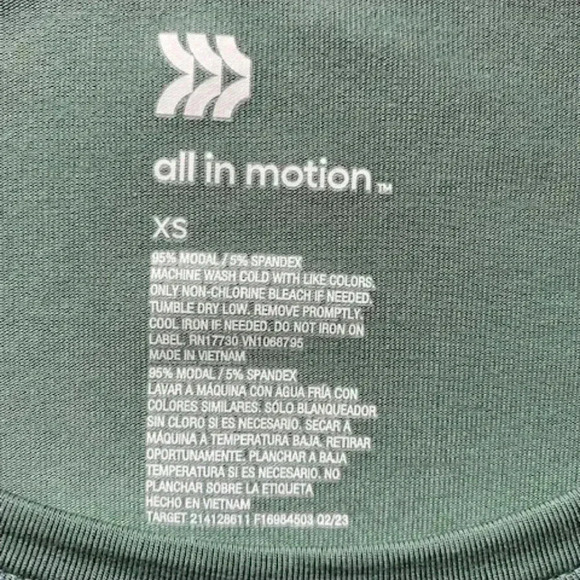 all in motion™
XS
95% MODAL / 5% SPANDEX
MACHINE WASH COLD WITH LIKE COLORS,
ONLY NON-CHLORINE BLEACH IF NEEDED,
TUMBLE DRY LOW. REMOVE PROMPTLY.
COOL IRON IF NEEDED. DO NOT IRON ON
LABEL. RN17730 VN1066795
MADE IN VIETNAM
95% MODAL / 5% SPANDEX
LAVAR A MÁQUINA CON AGUA FRÍA CON
COLORES SIMILARES. SÓLO BLANQUEADOR
SIN CLORO SI ES NECESARIO. SECAR A
MÁQUINA A TEMPERATURA BAJA. RETIRAR
OPORTUNAMENTE. PLANCHAR A BAJA
TEMPERATURA SI ES NECESARIO. NO
PLANCHAR SOBRE LA ETIQUETA
HECHO EN VIETNAM
TARGET 214128611 F16984503 Q2/23